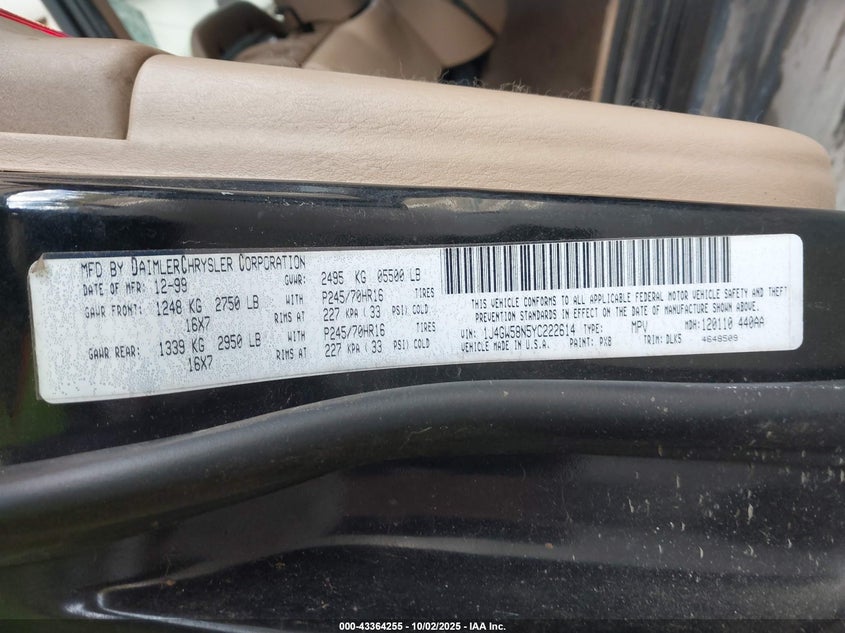 MFD BY DAIMLERCHRYSLER CORPORATION
DATE OF MFR: 12-99 GVWR: 2495 KG 05500 LB
GAWR FRONT: 1248 KG 2750 LB WITH P245/70HR16 TIRES
16X7 RIMS AT 227 KPA ( 33 PSI) COLD
GAWR REAR: 1339 KG 2950 LB WITH P245/70HR16 TIRES
16X7 RIMS AT 227 KPA ( 33 PSI) COLD
THIS VEHICLE CONFORMS TO ALL APPLICABLE FEDERAL MOTOR VEHICLE SAFETY AND THEFT
PREVENTION STANDARDS IN EFFECT ON THE DATE OF MANUFACTURE SHOWN ABOVE.
VIN: 1J4GW58N5YC222614 TYPE: MPV MDH: 120110 440AA
VEHICLE MADE IN U.S.A. PAINT: PX8 TRIM: DLK5 4648509
000-43364255 - 10/02/2025 - IAA Inc.